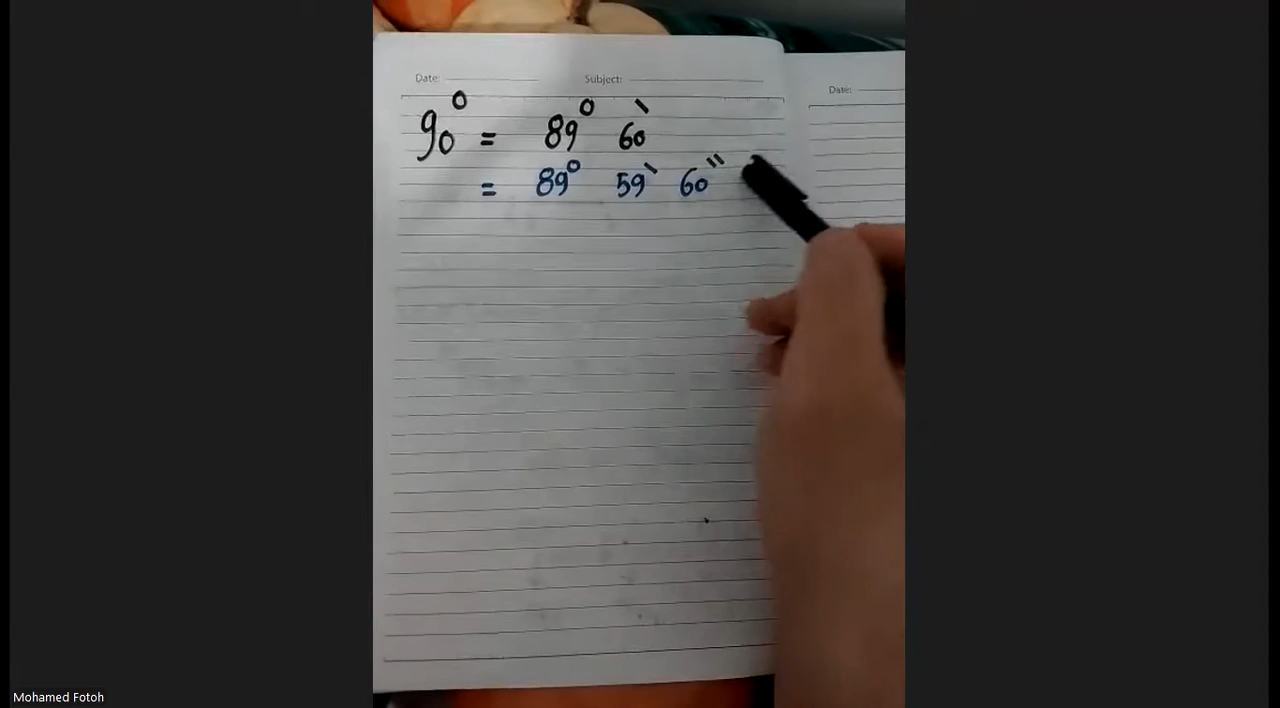 Date: Subject:
Date:
90° = 89° 60'
= 89° 59' 60"
Mohamed Fotoh